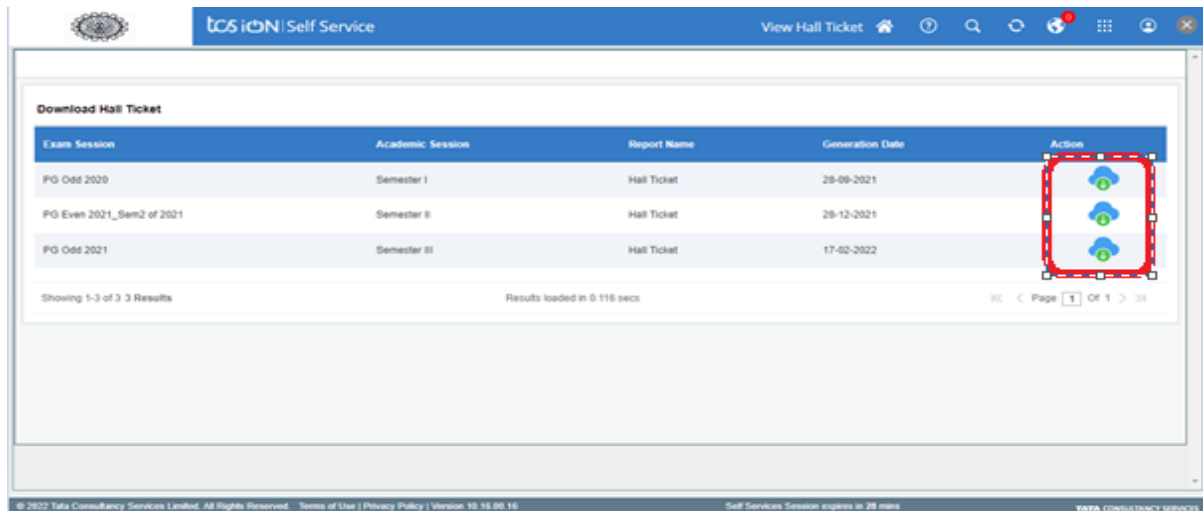 tcs iON Self Service View Hall Ticket 0
Download Hall Ticket
Exam Session Academic Session Report Name Generation Date Action
PG Odd 2020 Semester I Hall Ticket 28-09-2021
PG Even 2021_Sem2 of 2021 Semester II Hall Ticket 28-12-2021
PG Odd 2021 Semester III Hall Ticket 17-02-2022
Showing 1-3 of 3 3 Results Results loaded in 0.116 secs Page 1 Of 1
© 2022 Tata Consultancy Services Limited. All Rights Reserved. Terms of Use | Privacy Policy | Version 10.16.00.16 Self Services Session expires in 28 mins TATA CONSULTANCY SERVICES